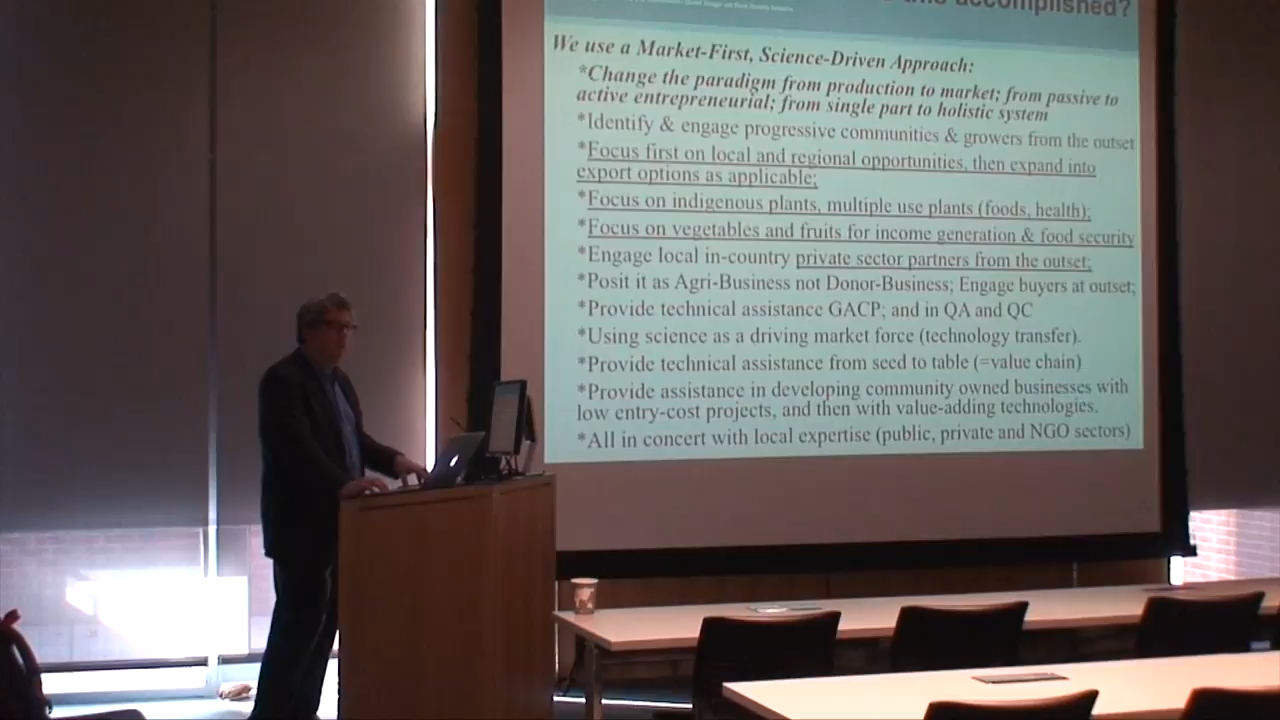 accomplished?
We use a Market-First, Science-Driven Approach:
*Change the paradigm from production to market; from passive to
active entrepreneurial; from single part to holistic system
*Identify & engage progressive communities & growers from the outset
*Focus first on local and regional opportunities, then expand into
export options as applicable;
*Focus on indigenous plants, multiple use plants (foods, health);
*Focus on vegetables and fruits for income generation & food security
*Engage local in-country private sector partners from the outset;
*Posit it as Agri-Business not Donor-Business; Engage buyers at outset;
*Provide technical assistance GACP; and in QA and QC
*Using science as a driving market force (technology transfer).
*Provide technical assistance from seed to table (=value chain)
*Provide assistance in developing community owned businesses with
low entry-cost projects, and then with value-adding technologies.
*All in concert with local expertise (public, private and NGO sectors)